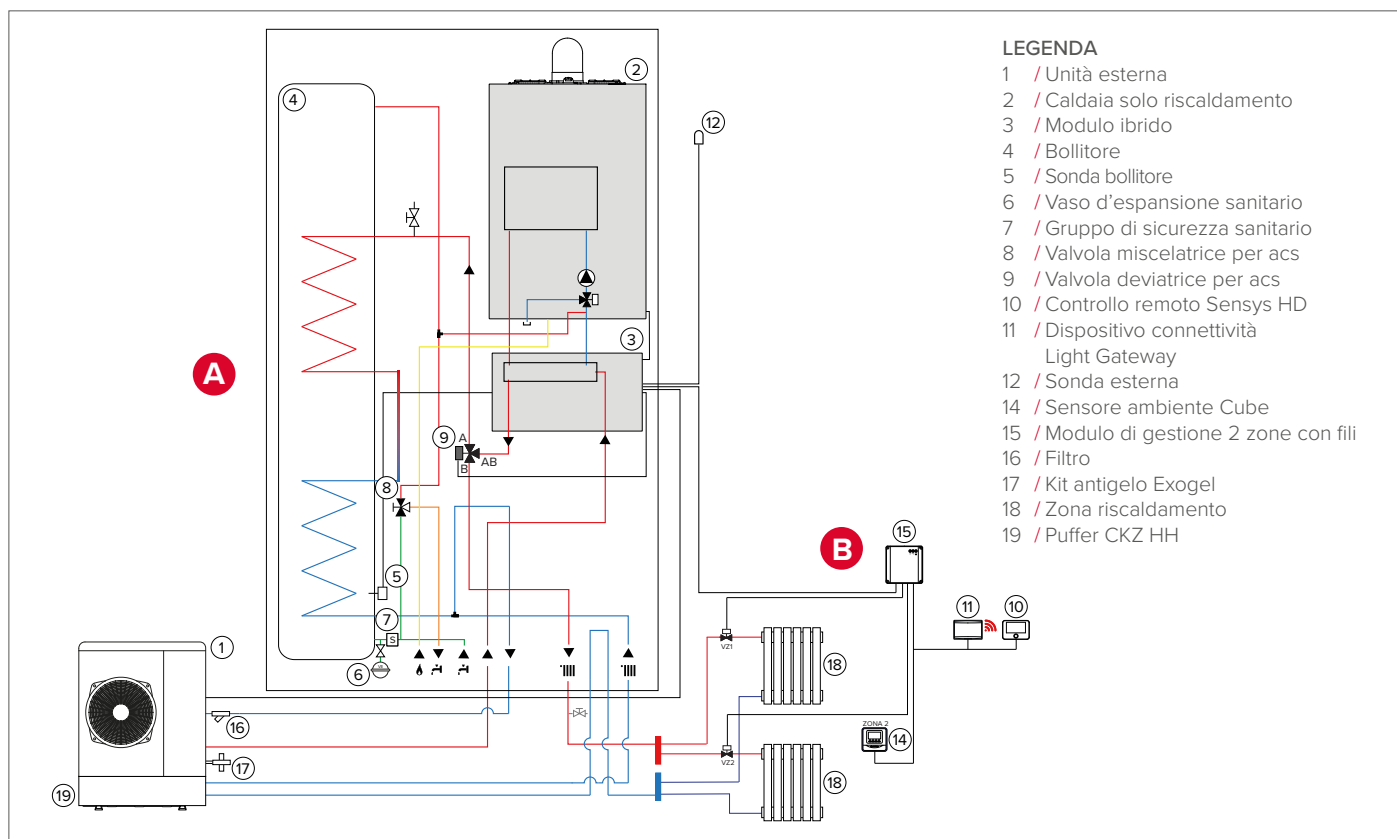 LEGENDA
1 / Unità esterna
2 / Caldaia solo riscaldamento
3 / Modulo ibrido
4 / Bollitore
5 / Sonda bollitore
6 / Vaso d'espansione sanitario
7 / Gruppo di sicurezza sanitario
8 / Valvola miscelatrice per acs
9 / Valvola deviatrice per acs
10 / Controllo remoto Sensys HD
11 / Dispositivo connettività
Light Gateway
12 / Sonda esterna
14 / Sensore ambiente Cube
15 / Modulo di gestione 2 zone con fili
16 / Filtro
17 / Kit antigelo Exogel
18 / Zona riscaldamento
19 / Puffer CKZ HH
2
4
12
3
A
9
A
AB
B
8
5
7
S
6
1
16
17
19
B
15
11
10
VZ1
18
ZONA 2
14
VZ2
18